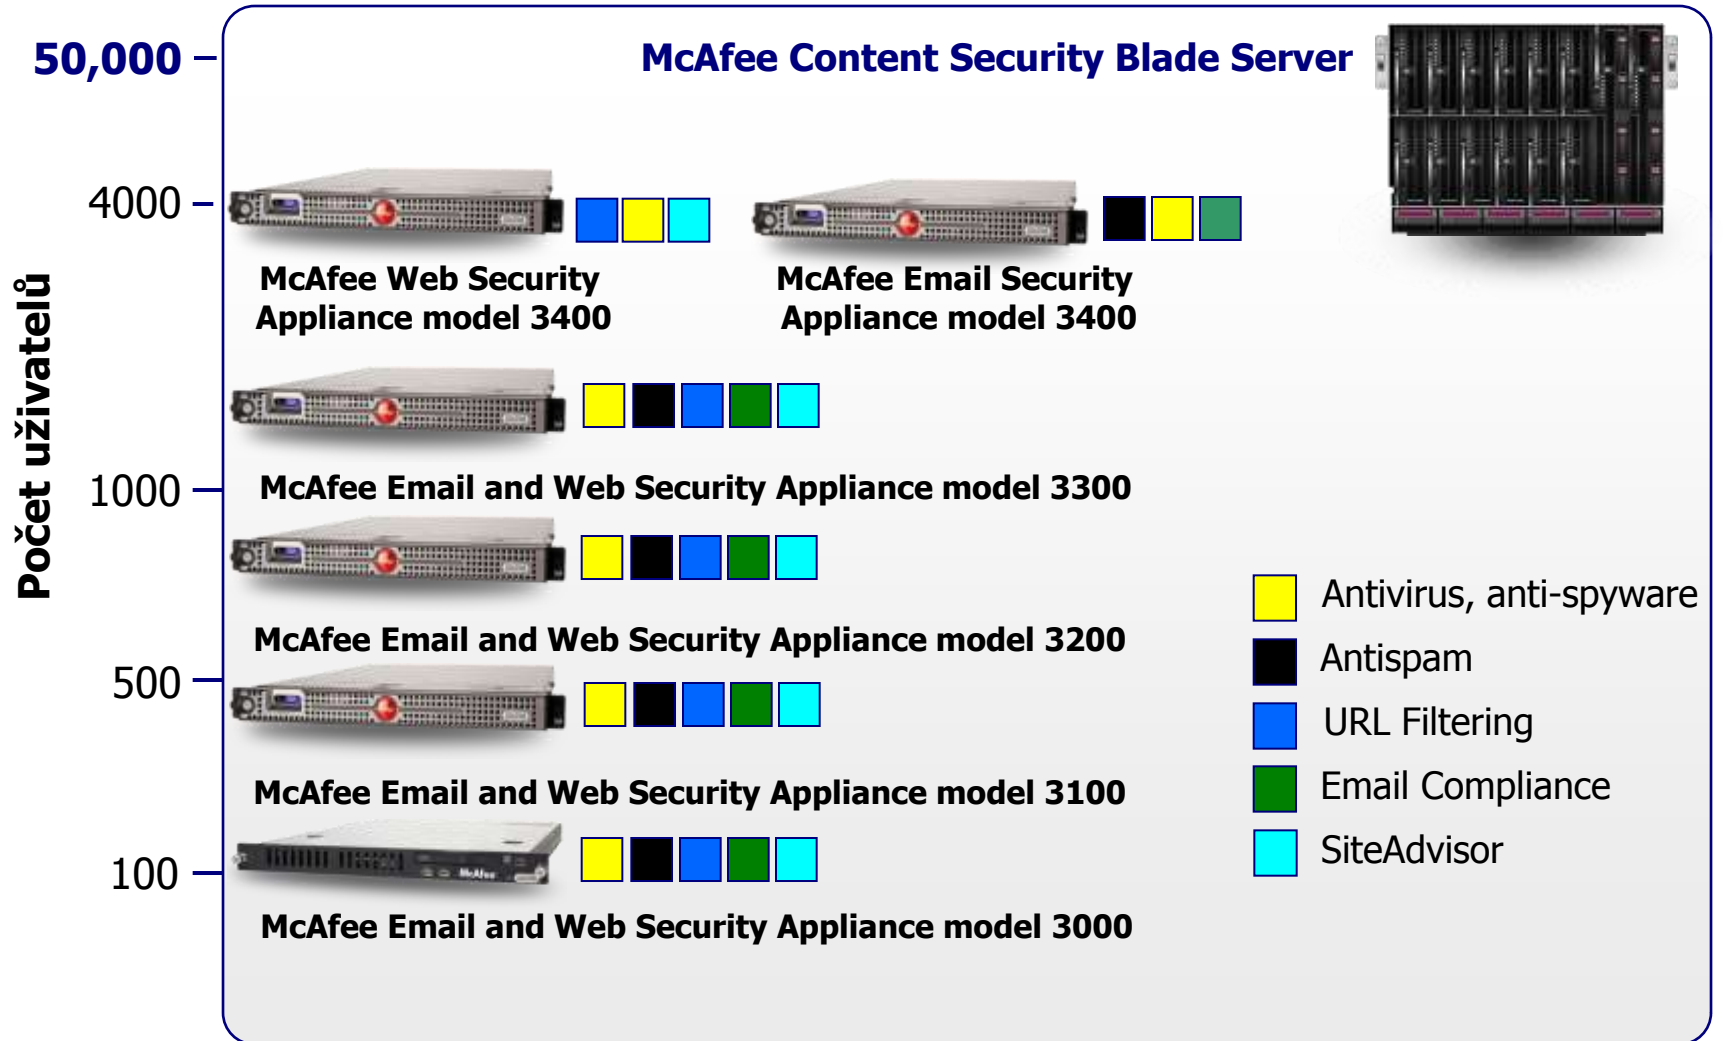 50,000
McAfee Content Security Blade Server
4000
McAfee Web Security
Appliance model 3400
McAfee Email Security
Appliance model 3400
Počet uživatelů
1000
McAfee Email and Web Security Appliance model 3300
McAfee Email and Web Security Appliance model 3200
500
McAfee Email and Web Security Appliance model 3100
100
McAfee
McAfee Email and Web Security Appliance model 3000
Antivirus, anti-spyware
Antispam
URL Filtering
Email Compliance
SiteAdvisor